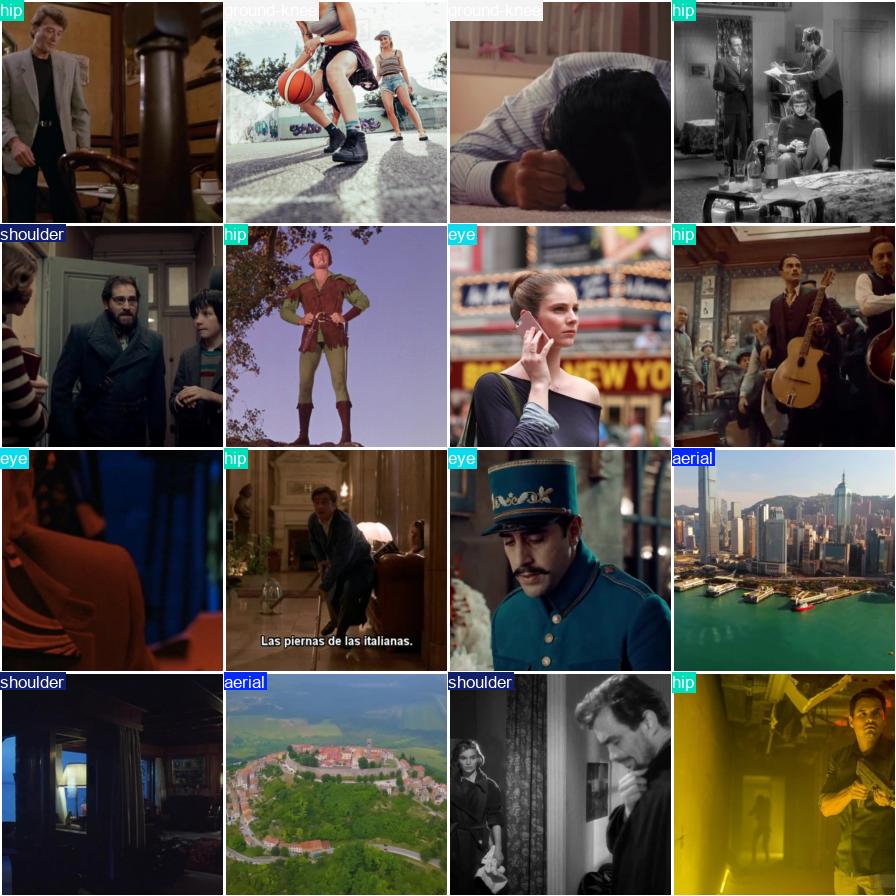 hip
ground-knee
ground-knee
hip
shoulder
hip
eye
hip
NEW YO
eye
hip
eye
aerial
Las piernas de las italianas.
shoulder
aerial
shoulder
hip